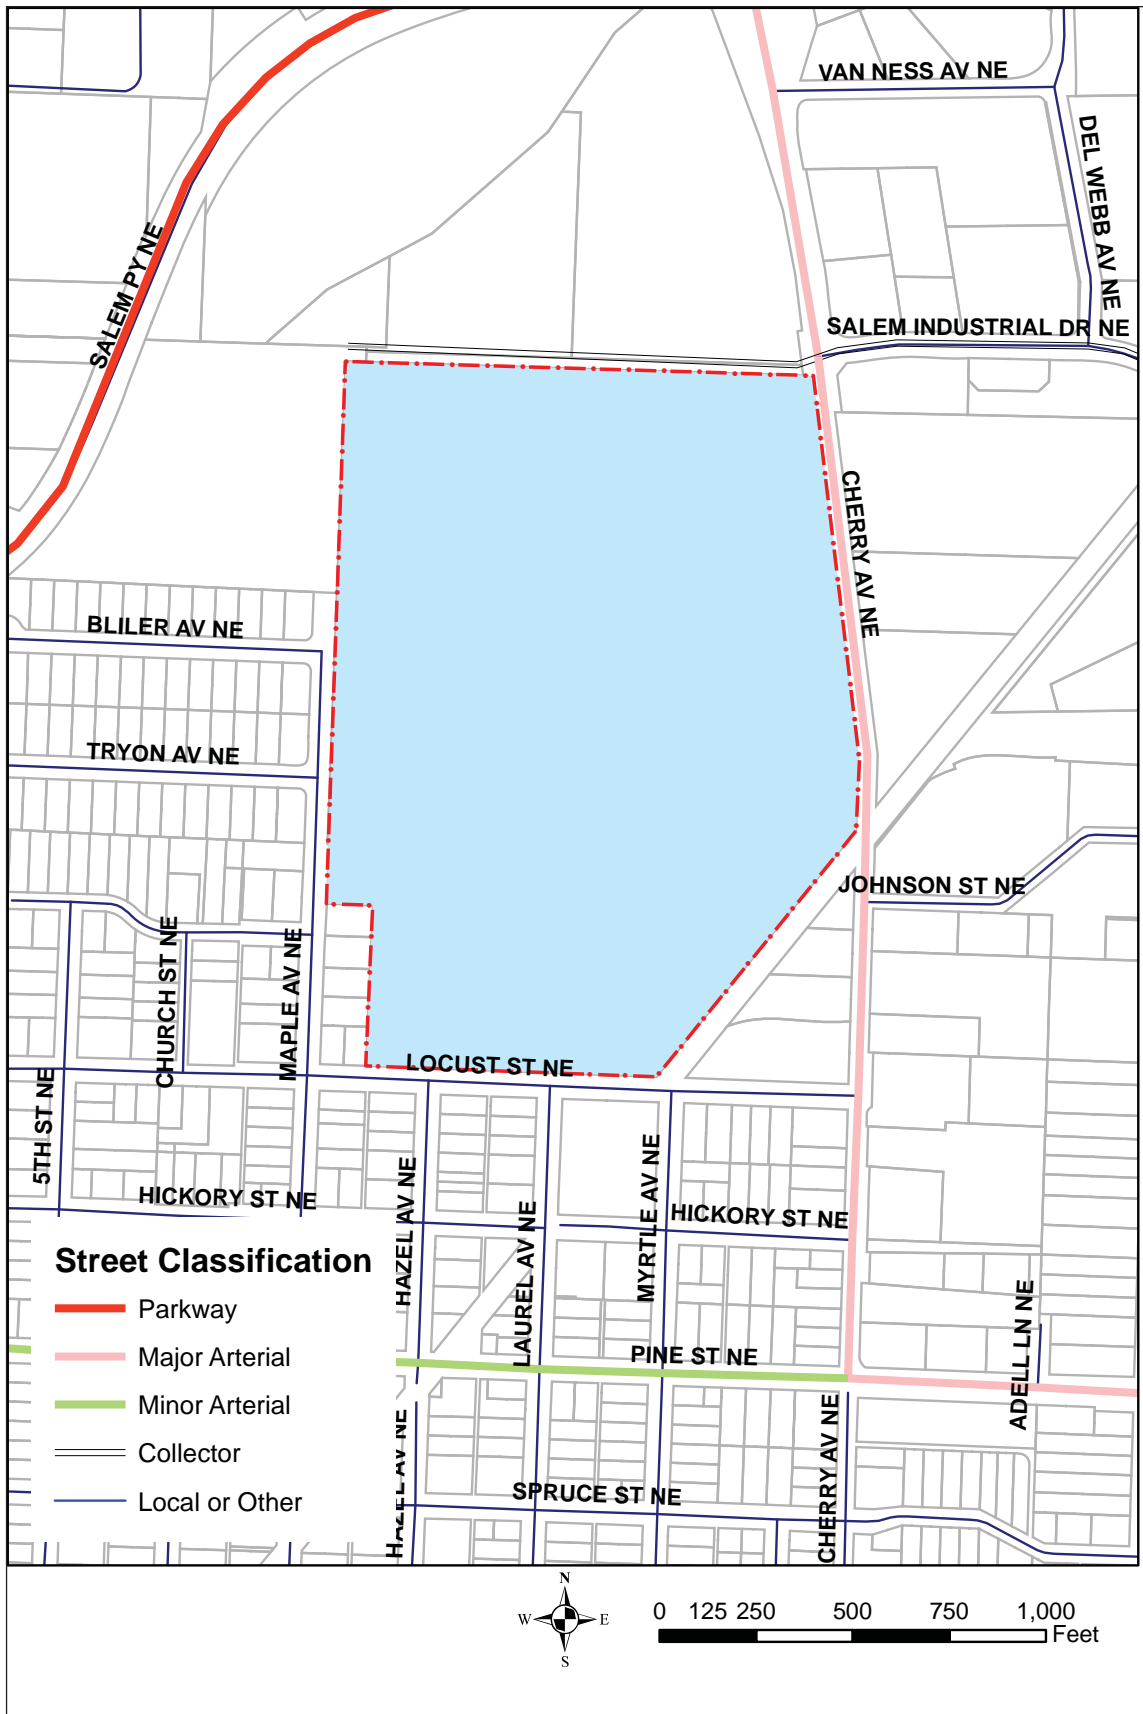 VAN NESS AV NE
DEL WEBB AV NE
SALEM PY NE
SALEM INDUSTRIAL DR NE
CHERRY AV NE
BLILER AV NE
TRYON AV NE
JOHNSON ST NE
CHURCH ST NE
MAPLE AV NE
LOCUST ST NE
5TH ST NE
HICKORY ST NE
HAZEL AV NE
LAUREL AV NE
MYRTLE AV NE
HICKORY ST NE
Street Classification
Parkway
Major Arterial
Minor Arterial
Collector
Local or Other
PINE ST NE
ADELL LN NE
HAZEL AV NE
SPRUCE ST NE
CHERRY AV NE
N
W E
S
0 125 250 500 750 1,000
Feet